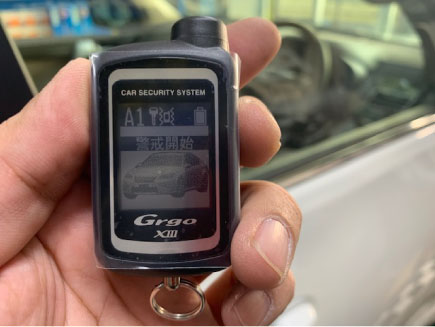 CAR SECURITY SYSTEM
A1
警戒開始
Grgo
XIII